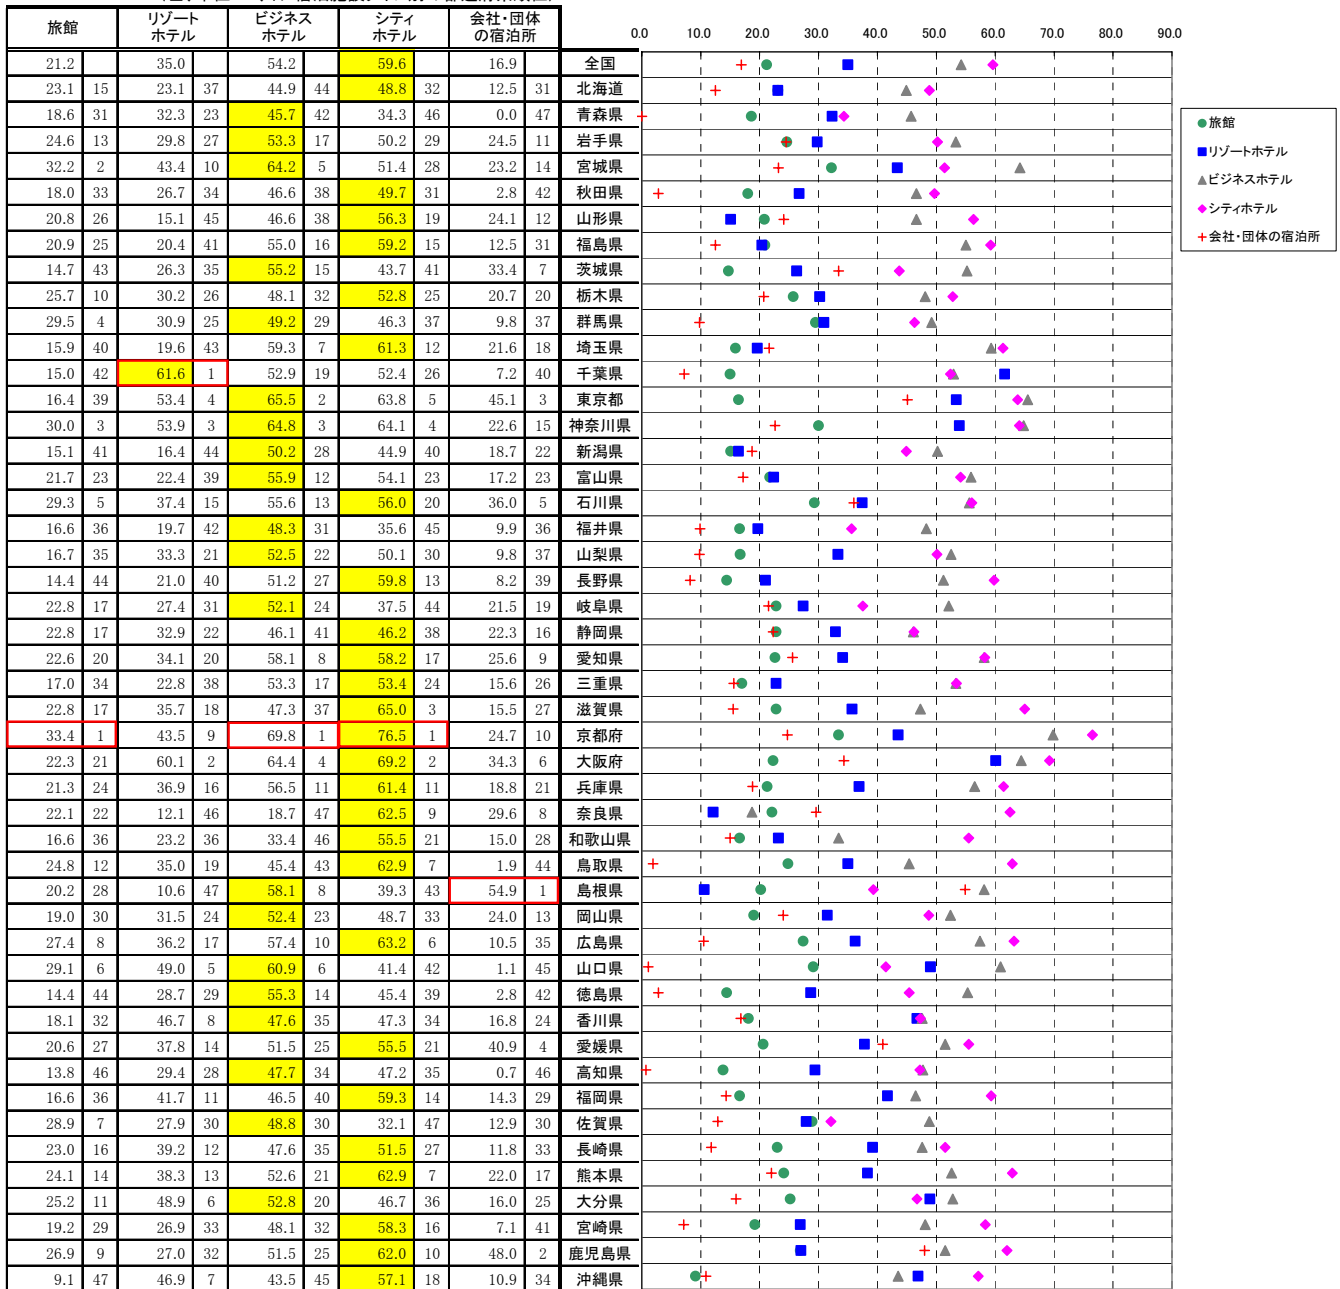 旅館 リゾートホテル ビジネスホテル シティホテル 会社・団体の宿泊所
0.0 10.0 20.0 30.0 40.0 50.0 60.0 70.0 80.0 90.0
21.2 35.0 54.2 59.6 16.9 全国
23.1 15 23.1 37 44.9 44 48.8 32 12.5 31 北海道
18.6 31 32.3 23 45.7 42 34.3 46 0.0 47 青森県
24.6 13 29.8 27 53.3 17 50.2 29 24.5 11 岩手県
32.2 2 43.4 10 64.2 5 51.4 28 23.2 14 宮城県
18.0 33 26.7 34 46.6 38 49.7 31 2.8 42 秋田県
20.8 26 15.1 45 46.6 38 56.3 19 24.1 12 山形県
20.9 25 20.4 41 55.0 16 59.2 15 12.5 31 福島県
14.7 43 26.3 35 55.2 15 43.7 41 33.4 7 茨城県
25.7 10 30.2 26 48.1 32 52.8 25 20.7 20 栃木県
29.5 4 30.9 25 49.2 29 46.3 37 9.8 37 群馬県
15.9 40 19.6 43 59.3 7 61.3 12 21.6 18 埼玉県
15.0 42 61.6 1 52.9 19 52.4 26 7.2 40 千葉県
16.4 39 53.4 4 65.5 2 63.8 5 45.1 3 東京都
30.0 3 53.9 3 64.8 3 64.1 4 22.6 15 神奈川県
15.1 41 16.4 44 50.2 28 44.9 40 18.7 22 新潟県
21.7 23 22.4 39 55.9 12 54.1 23 17.2 23 富山県
29.3 5 37.4 15 55.6 13 56.0 20 36.0 5 石川県
16.6 36 19.7 42 48.3 31 35.6 45 9.9 36 福井県
16.7 35 33.3 21 52.5 22 50.1 30 9.8 37 山梨県
14.4 44 21.0 40 51.2 27 59.8 13 8.2 39 長野県
22.8 17 27.4 31 52.1 24 37.5 44 21.5 19 岐阜県
22.8 17 32.9 22 46.1 41 46.2 38 22.3 16 静岡県
22.6 20 34.1 20 58.1 8 58.2 17 25.6 9 愛知県
17.0 34 22.8 38 53.3 17 53.4 24 15.6 26 三重県
22.8 17 35.7 18 47.3 37 65.0 3 15.5 27 滋賀県
33.4 1 43.5 9 69.8 1 76.5 1 24.7 10 京都府
22.3 21 60.1 2 64.4 4 69.2 2 34.3 6 大阪府
21.3 24 36.9 16 56.5 11 61.4 11 18.8 21 兵庫県
22.1 22 12.1 46 18.7 47 62.5 9 29.6 8 奈良県
16.6 36 23.2 36 33.4 46 55.5 21 15.0 28 和歌山県
24.8 12 35.0 19 45.4 43 62.9 7 1.9 44 鳥取県
20.2 28 10.6 47 58.1 8 39.3 43 54.9 1 島根県
19.0 30 31.5 24 52.4 23 48.7 33 24.0 13 岡山県
27.4 8 36.2 17 57.4 10 63.2 6 10.5 35 広島県
29.1 6 49.0 5 60.9 6 41.4 42 1.1 45 山口県
14.4 44 28.7 29 55.3 14 45.4 39 2.8 42 徳島県
18.1 32 46.7 8 47.6 35 47.3 34 16.8 24 香川県
20.6 27 37.8 14 51.5 25 55.5 21 40.9 4 愛媛県
13.8 46 29.4 28 47.7 34 47.2 35 0.7 46 高知県
16.6 36 41.7 11 46.5 40 59.3 14 14.3 29 福岡県
28.9 7 27.9 30 48.8 30 32.1 47 12.9 30 佐賀県
23.0 16 39.2 12 47.6 35 51.5 27 11.8 33 長崎県
24.1 14 38.3 13 52.6 21 62.9 7 22.0 17 熊本県
25.2 11 48.9 6 52.8 20 46.7 36 16.0 25 大分県
19.2 29 26.9 33 48.1 32 58.3 16 7.1 41 宮崎県
26.9 9 27.0 32 51.5 25 62.0 10 48.0 2 鹿児島県
9.1 47 46.9 7 43.5 45 57.1 18 10.9 34 沖縄県
旅館
リゾートホテル
ビジネスホテル
シティホテル
会社・団体の宿泊所